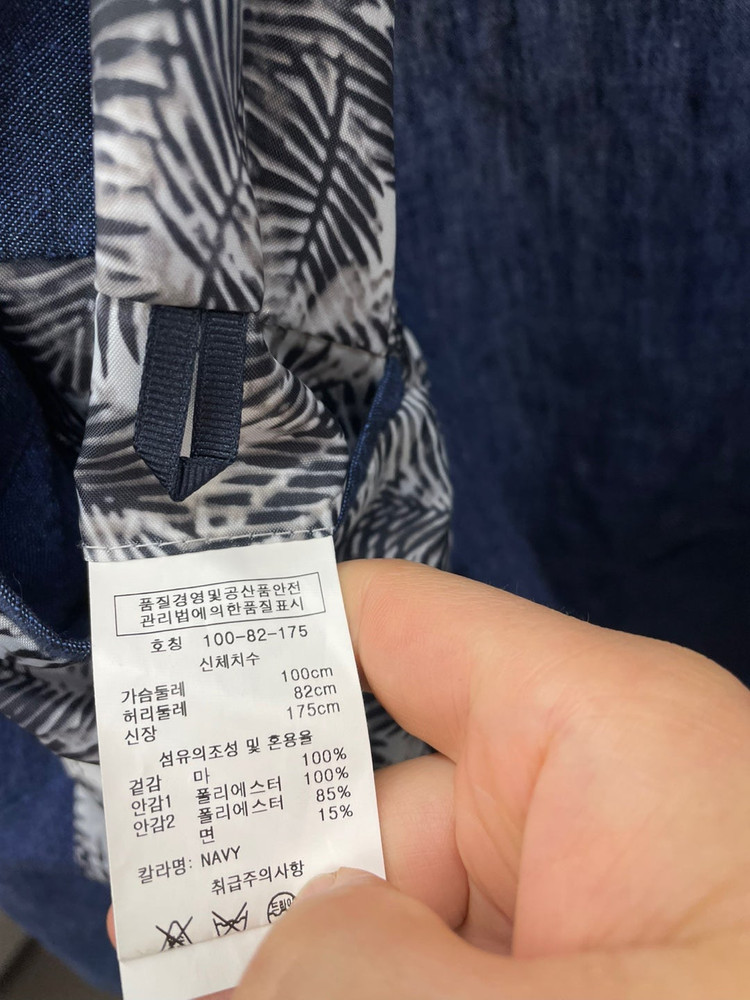 품질경영및공산품안전
관리법에의한품질표시
호칭 100-82-175
신체치수
가슴둘레 100cm
허리둘레 82cm
신장 175cm
섬유의조성 및 혼용율
겉감 마 100%
안감1 폴리에스터 100%
안감2 폴리에스터 85%
면 15%
칼라명: NAVY
취급주의사항